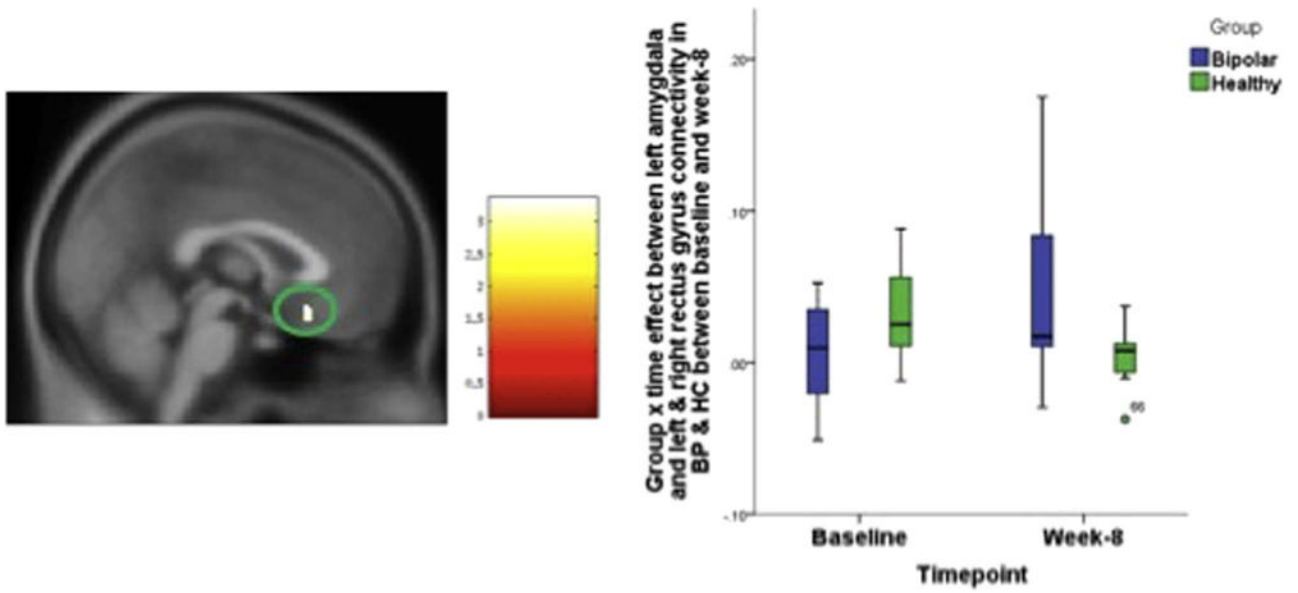 3
2,5
2
1,5
1
0,5
0
Group x time effect between left amygdala
and left & right rectus gyrus connectivity in
BP & HC between baseline and week-8
.20
.10
.00
-.10
66
Baseline
Week-8
Timepoint
Group
Bipolar
Healthy